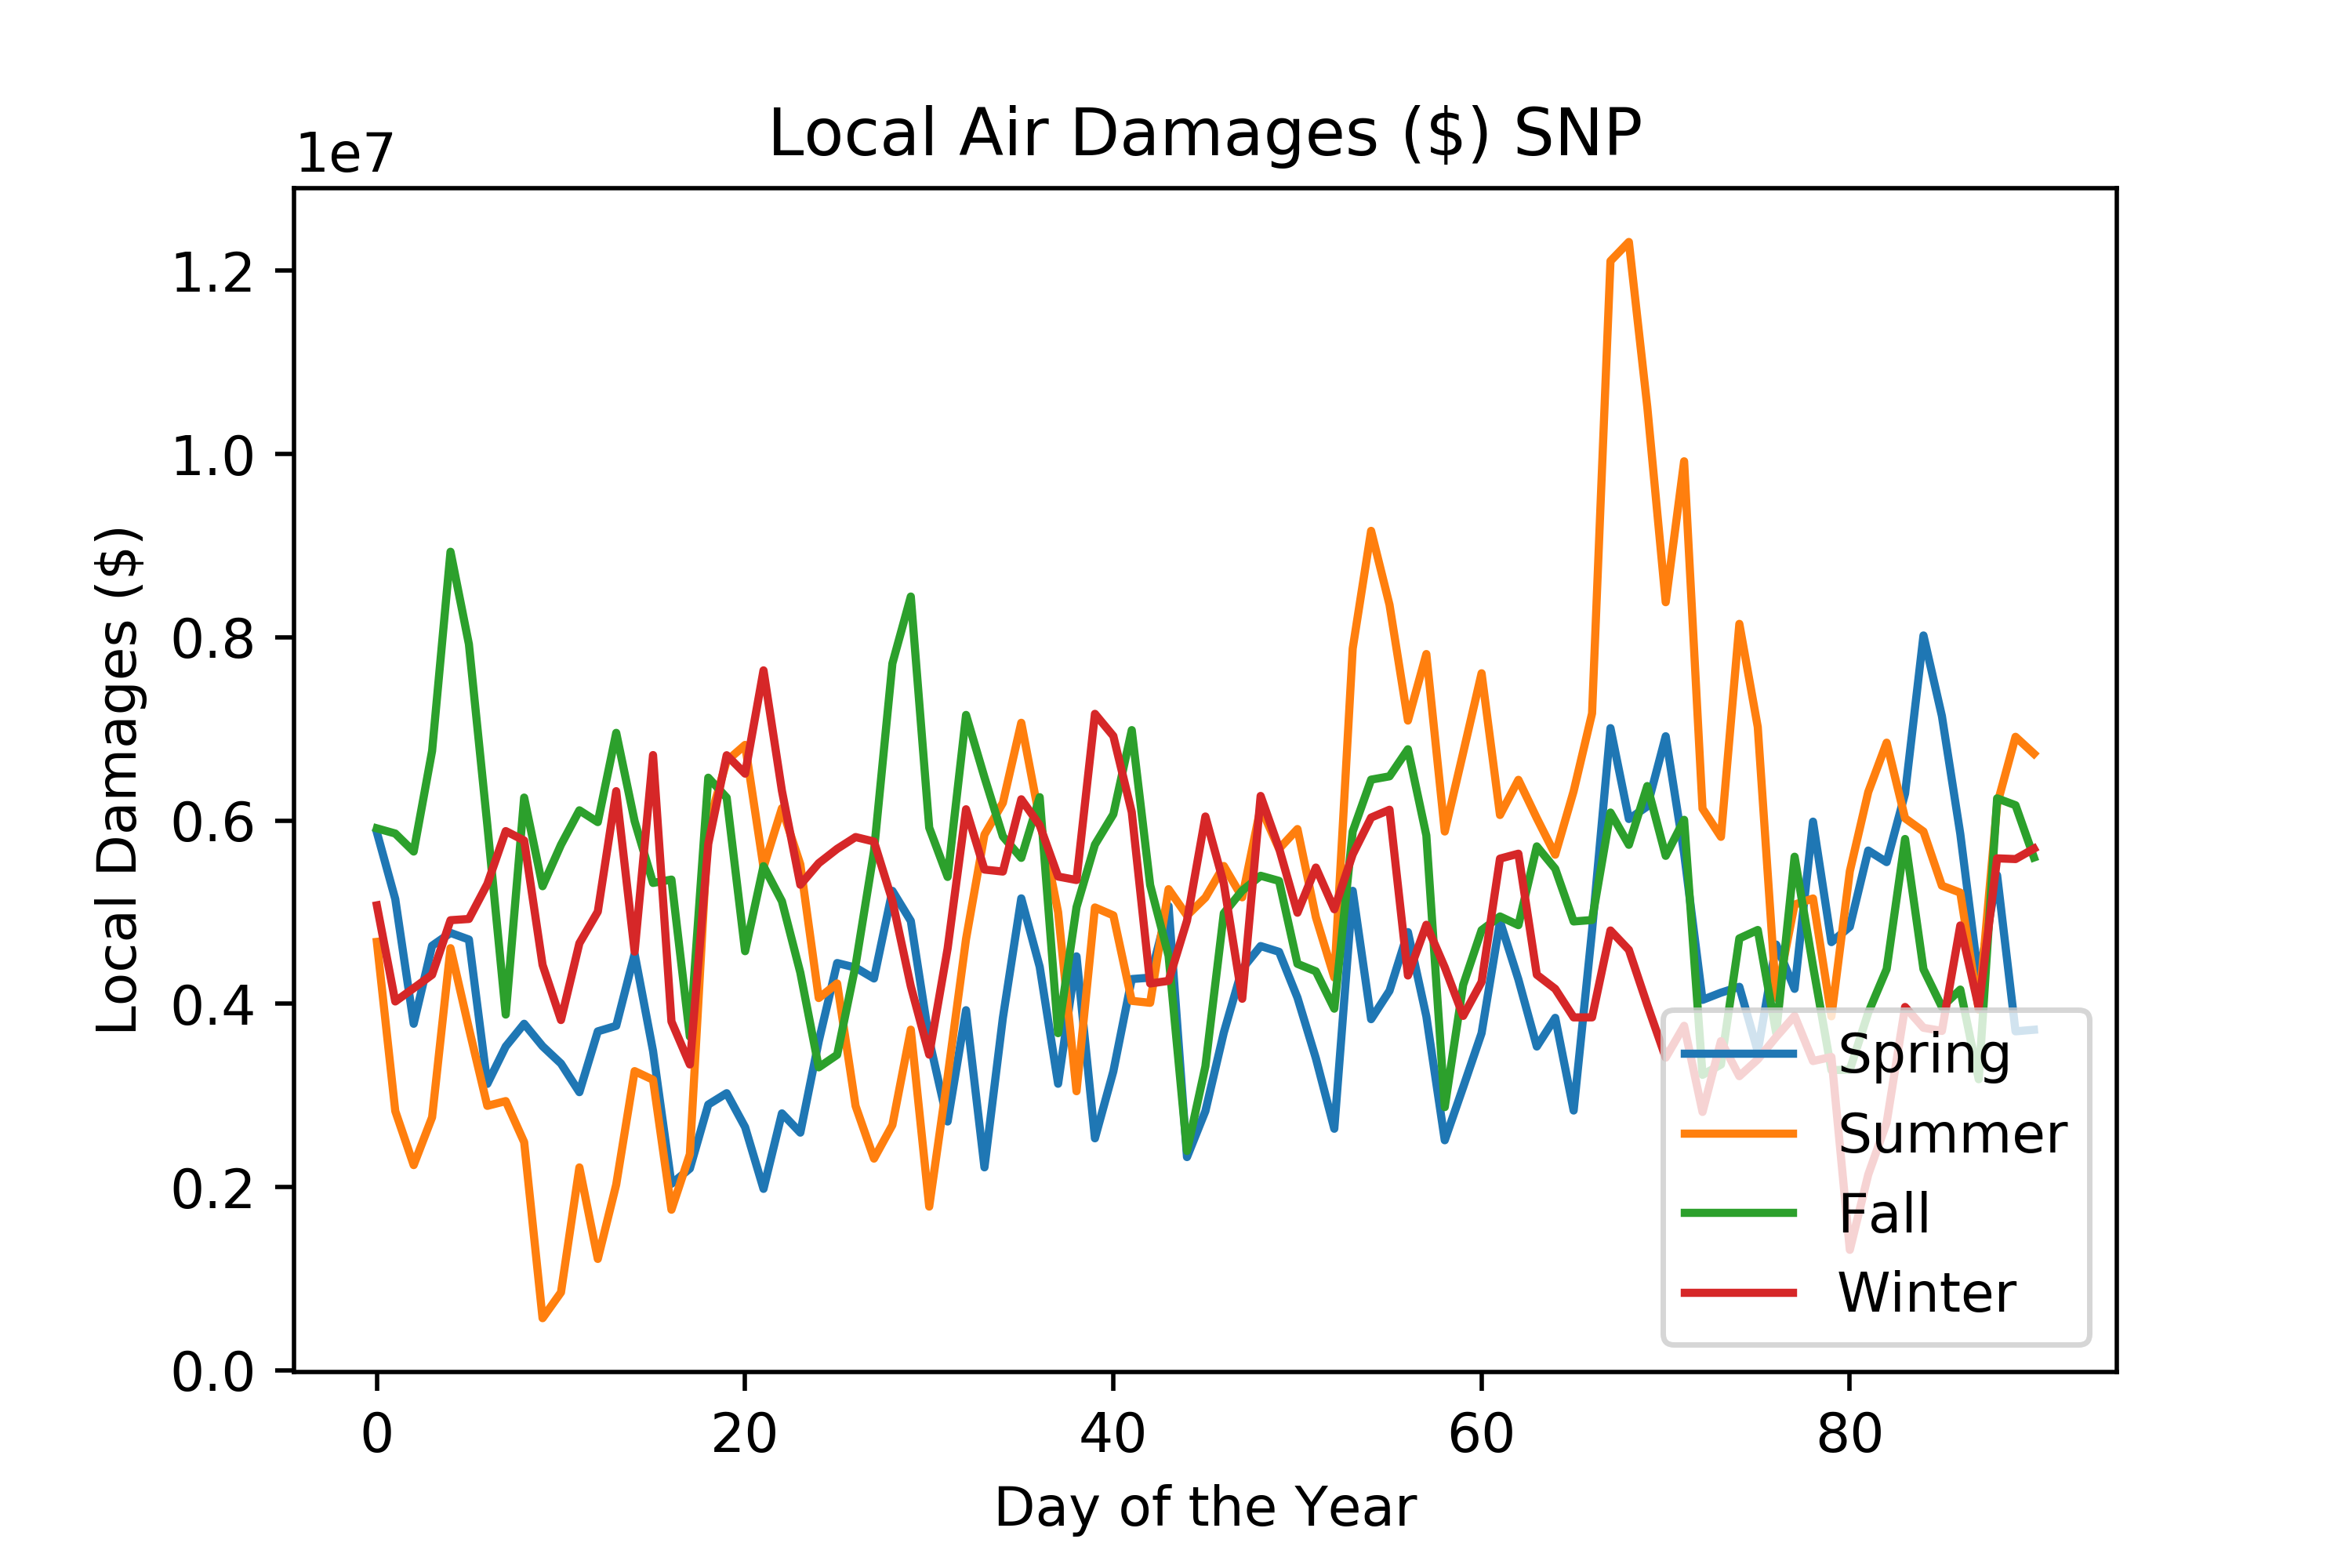 Local Air Damages ($) SNP
1e7
1.2
1.0
0.8
0.6
0.4
0.2
0.0
Local Damages ($)
0 20 40 60 80
Day of the Year
Spring
Summer
Fall
Winter